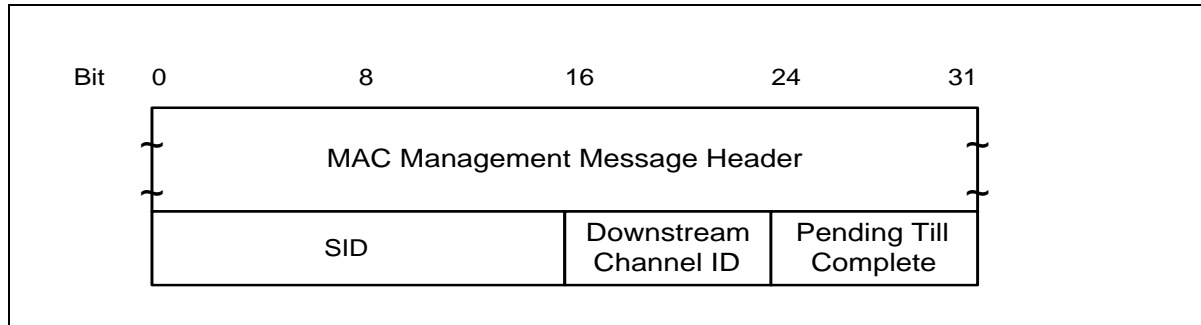 Bit 0 8 16 24 31
MAC Management Message Header
SID
Downstream
Channel ID
Pending Till
Complete